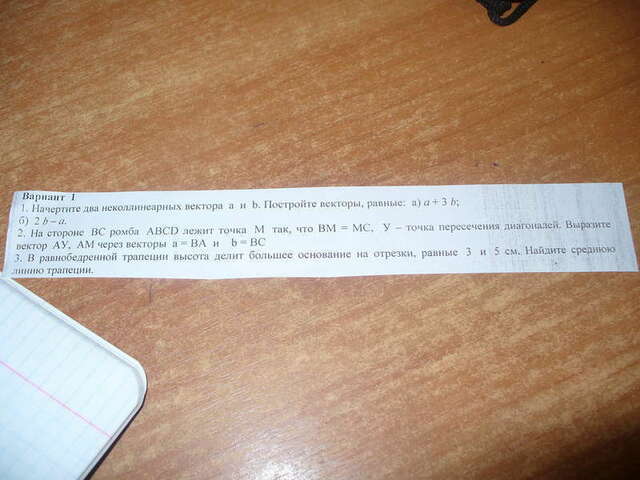 Вариант 1
1. Начертите два неколлинеарных вектора a и b. Постройте векторы, равные: а) a + 3 b;
б) 2 b – a.
2. На стороне BC ромба ABCD лежит точка М так, что BM = MC, У – точка пересечения диагоналей. Выразите
вектор АУ, АМ через векторы a = BA и b = BC
3. В равнобедренной трапеции высота делит большее основание на отрезки, равные 3 и 5 см. Найдите среднюю
линию трапеции.